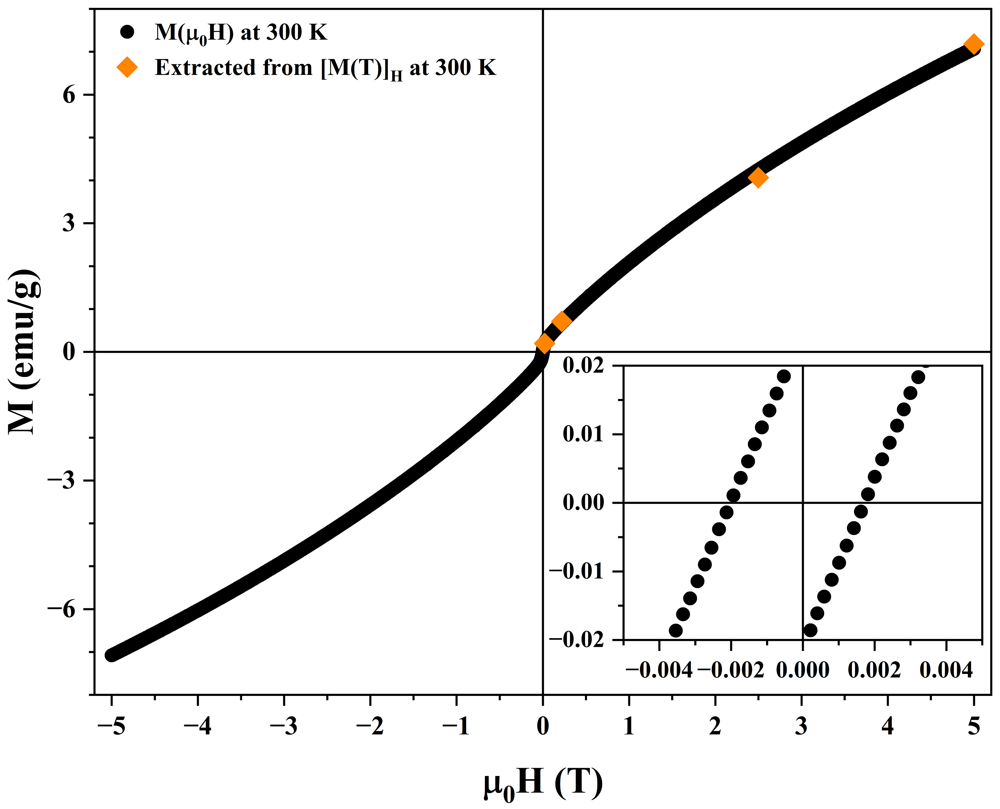 M(μ₀H) at 300 K
Extracted from [M(T)]H at 300 K
M (emu/g)
6
3
0
−3
−6
0.02
0.01
0.00
−0.01
−0.02
−0.004 −0.002 0.000 0.002 0.004
−5 −4 −3 −2 −1 0 1 2 3 4 5
μ₀H (T)